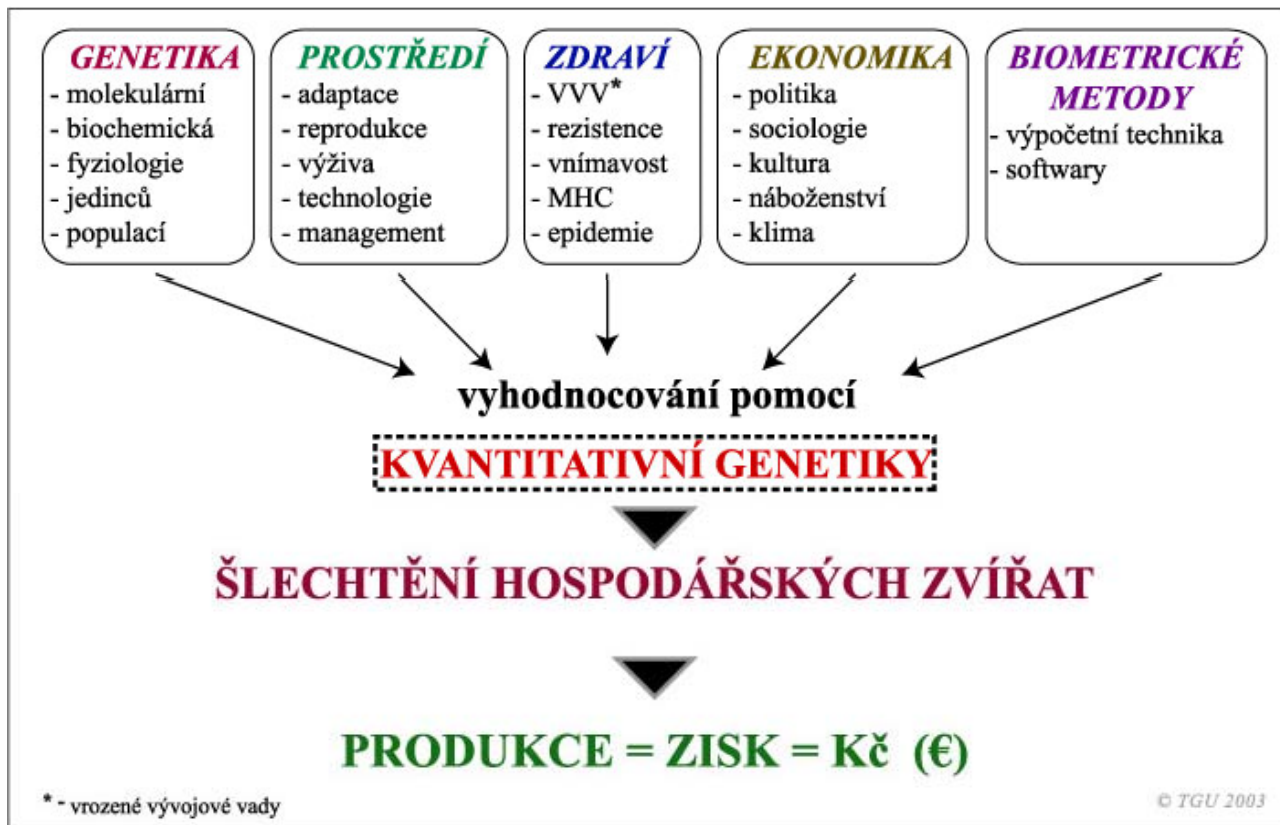 GENETIKA
- molekulární
- biochemická
- fyziologie
- jedinců
- populací
PROSTŘEDÍ
- adaptace
- reprodukce
- výživa
- technologie
- management
ZDRAVÍ
- VVV*
- rezistence
- vnímavost
- MHC
- epidemie
EKONOMIKA
- politika
- sociologie
- kultura
- náboženství
- klima
BIOMETRICKÉ
METODY
- výpočetní technika
- softwary
vyhodnocování pomocí
KVANTITATIVNÍ GENETIKY
ŠLECHTĚNÍ HOSPODÁŘSKÝCH ZVÍŘAT
PRODUKCE = ZISK = Kč (€)
* - vrozené vývojové vady
© TGU 2003